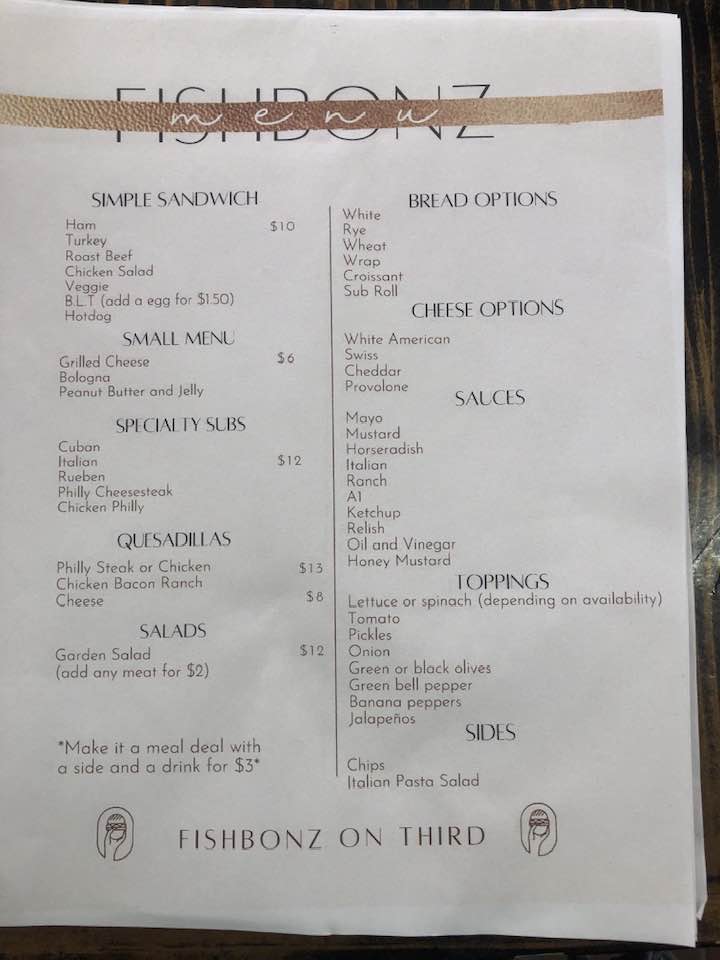 FISHBONZ
menu
SIMPLE SANDWICH
Ham $10
Turkey
Roast Beef
Chicken Salad
Veggie
B.L.T (add a egg for $1.50)
Hotdog
SMALL MENU
Grilled Cheese $6
Bologna
Peanut Butter and Jelly
SPECIALTY SUBS
Cuban
Italian $12
Rueben
Philly Cheesesteak
Chicken Philly
QUESADILLAS
Philly Steak or Chicken $13
Chicken Bacon Ranch
Cheese $8
SALADS
Garden Salad $12
(add any meat for $2)
*Make it a meal deal with
a side and a drink for $3*
BREAD OPTIONS
White
Rye
Wheat
Wrap
Croissant
Sub Roll
CHEESE OPTIONS
White American
Swiss
Cheddar
Provolone
SAUCES
Mayo
Mustard
Horseradish
Italian
Ranch
A1
Ketchup
Relish
Oil and Vinegar
Honey Mustard
TOPPINGS
Lettuce or spinach (depending on availability)
Tomato
Pickles
Onion
Green or black olives
Green bell pepper
Banana peppers
Jalapeños
SIDES
Chips
Italian Pasta Salad
FISHBONZ ON THIRD